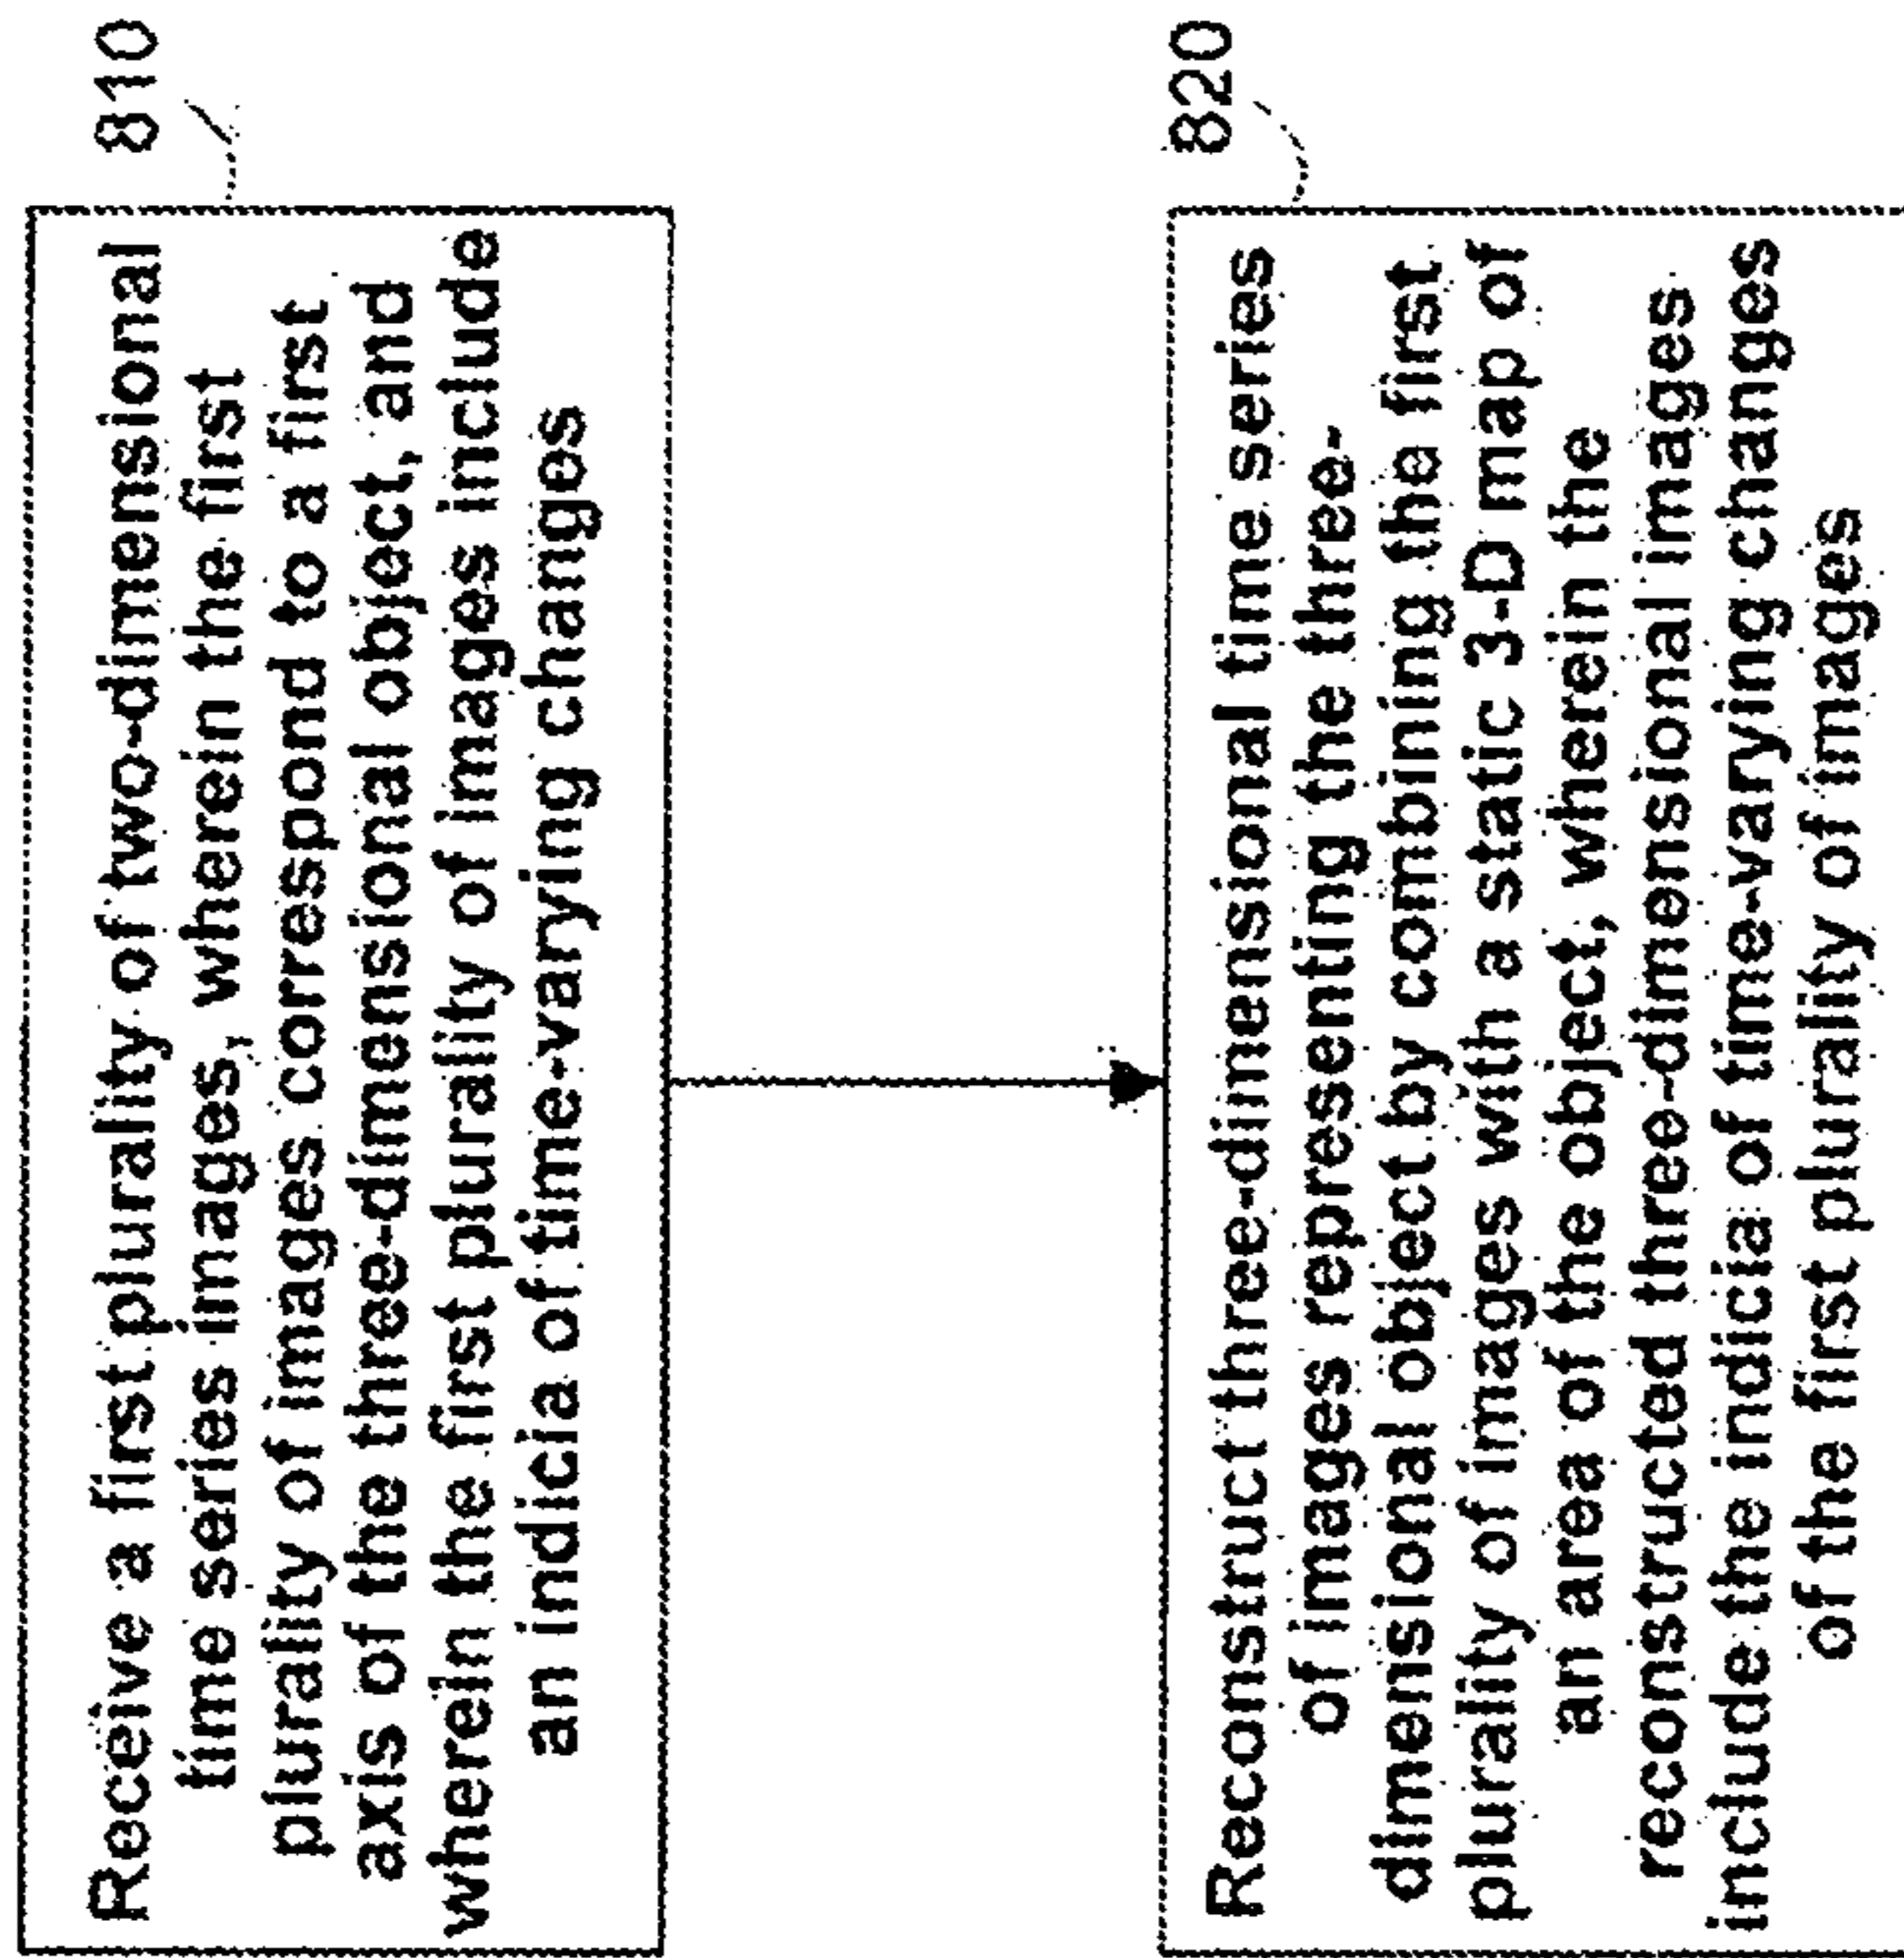 Receive a first plurality of two-dimensional
time series images, wherein the first
plurality of images correspond to a first
axis of the three-dimensional object, and
wherein the first plurality of images include
an indicia of time-varying changes
810
Reconstruct three-dimensional time series
of images representing the three-
dimensional object by combining the first
plurality of images with a static 3-D map of
an area of the object, wherein the
reconstructed three-dimensional images
include the indicia of time-varying changes
of the first plurality of images
820